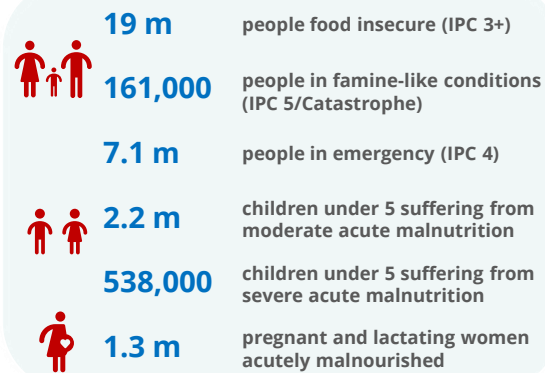 19 m people food insecure (IPC 3+)
161,000 people in famine-like conditions
(IPC 5/Catastrophe)
7.1 m people in emergency (IPC 4)
2.2 m children under 5 suffering from
moderate acute malnutrition
538,000 children under 5 suffering from
severe acute malnutrition
1.3 m pregnant and lactating women
acutely malnourished